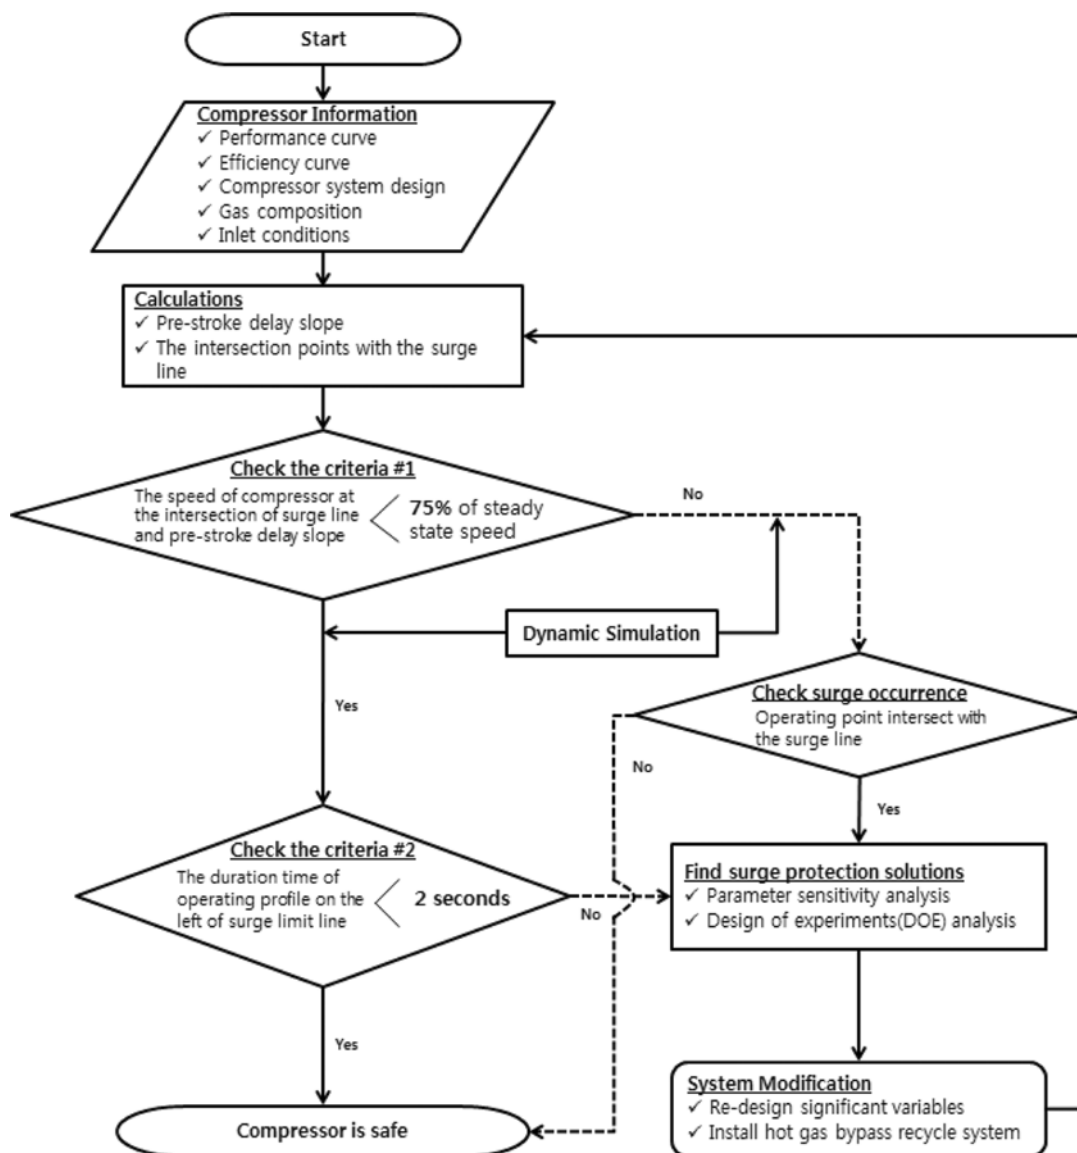 Start
Compressor Information
✓ Performance curve
✓ Efficiency curve
✓ Compressor system design
✓ Gas composition
✓ Inlet conditions
Calculations
✓ Pre-stroke delay slope
✓ The intersection points with the surge
line
Check the criteria #1
The speed of compressor at
the intersection of surge line
and pre-stroke delay slope
75% of steady
state speed
No
Dynamic Simulation
Yes
Check surge occurrence
Operating point intersect with
the surge line
No
Yes
Check the criteria #2
The duration time of
operating profile on the
left of surge limit line
2 seconds
No
Find surge protection solutions
✓ Parameter sensitivity analysis
✓ Design of experiments(DOE) analysis
Yes
System Modification
✓ Re-design significant variables
✓ Install hot gas bypass recycle system
Compressor is safe